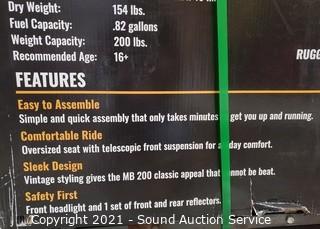 Dry Weight: 154 lbs.
Fuel Capacity: .82 gallons
Weight Capacity: 200 lbs.
Recommended Age: 16+
RUGG
FEATURES
Easy to Assemble
Simple and quick assembly that only takes minutes get you up and running.
Comfortable Ride
Oversized seat with telescopic front suspension for day comfort.
Sleek Design
Vintage styling gives the MB 200 classic appeal that cannot be beat.
Safety First
Front headlight and 1 set of front and rear reflectors.
Copyright 2021 - Sound Auction Service